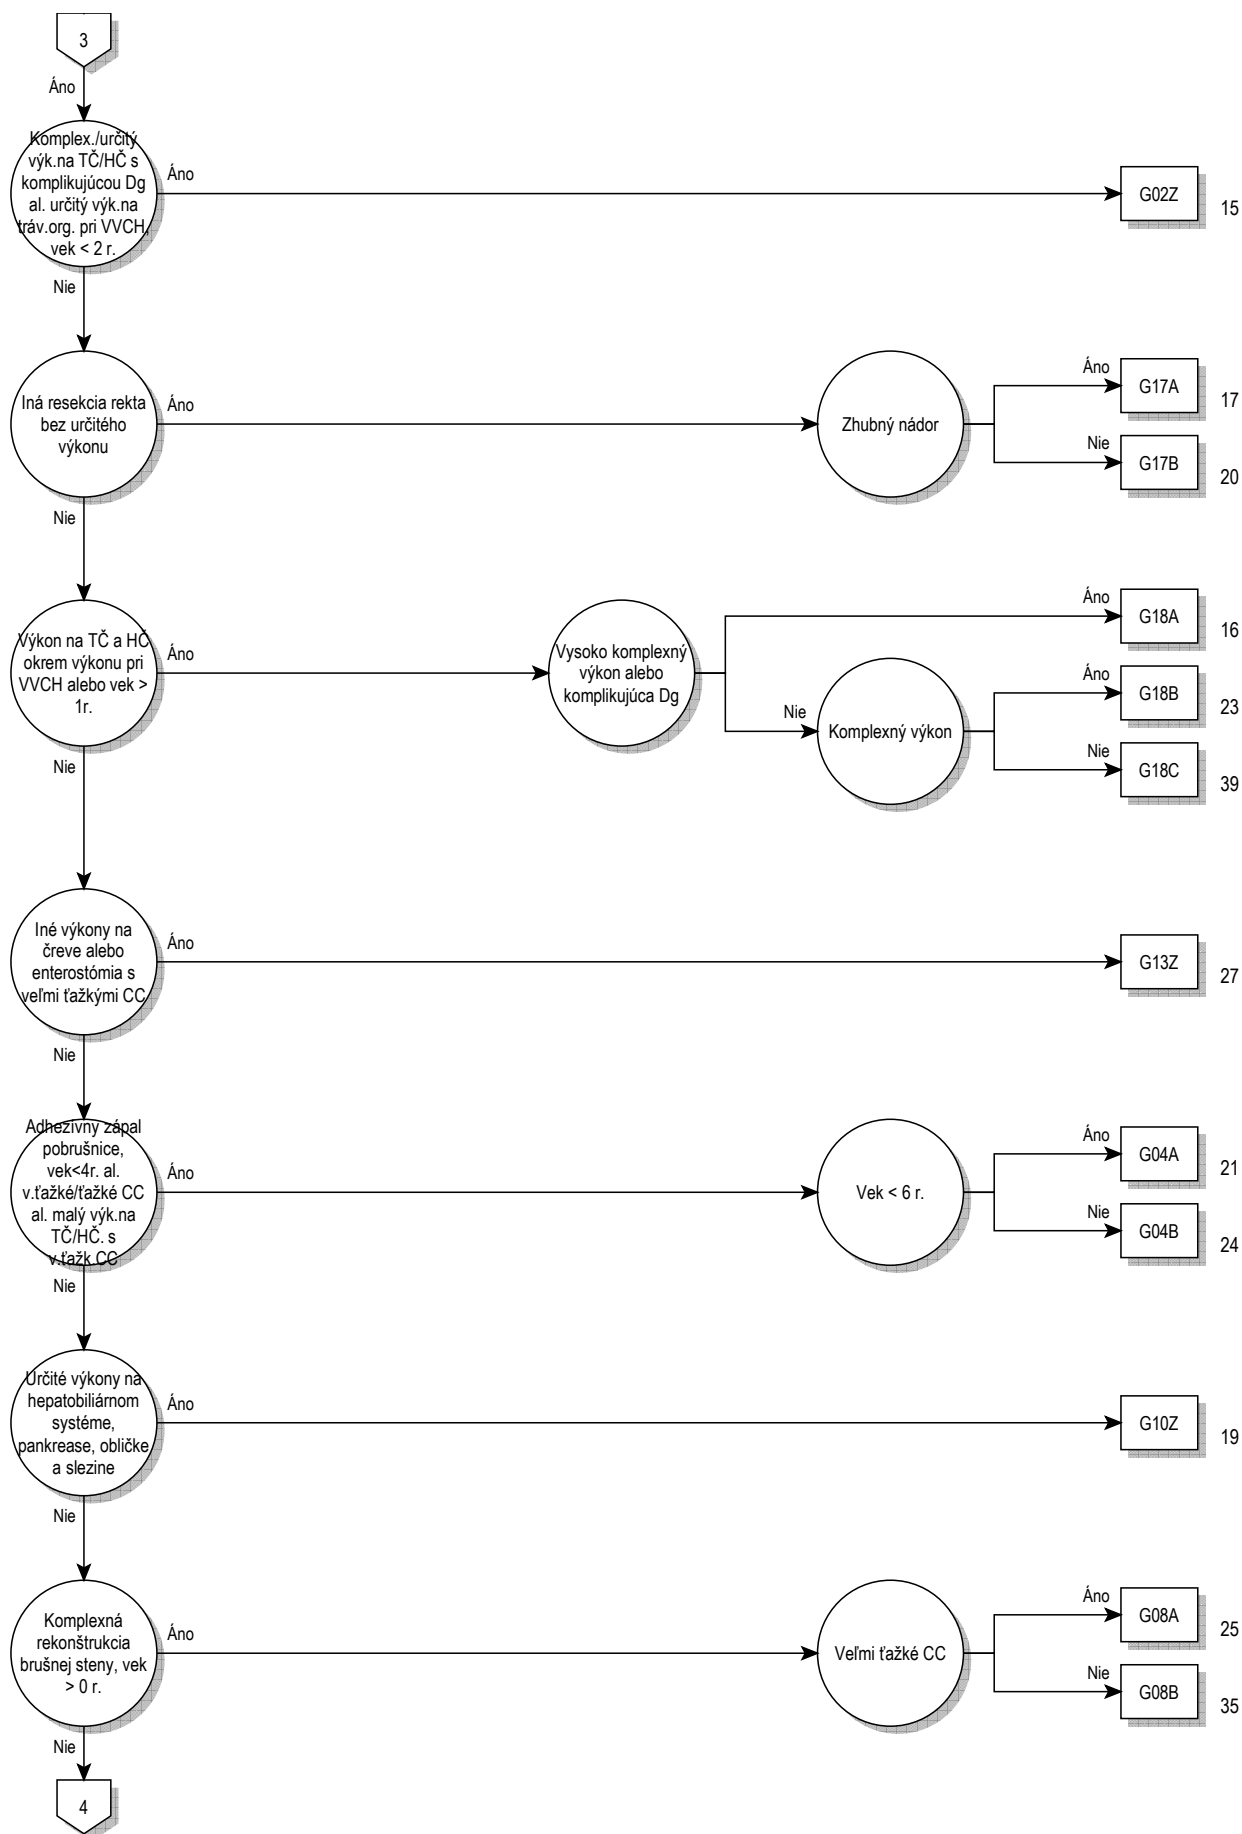 3
Áno
Komplex./určitý
výk.na TČ/HČ s
komplikujúcou Dg
al. určitý výk.na
tráv.org. pri VVCH,
vek < 2 r.
Áno
G02Z
15
Nie
Iná resekcia rekta
bez určitého
výkonu
Áno
Zhubný nádor
Áno
G17A
17
Nie
G17B
20
Nie
Výkon na TČ a HČ
okrem výkonu pri
VVCH alebo vek >
1r.
Áno
Vysoko komplexný
výkon alebo
komplikujúca Dg
Áno
G18A
16
Nie
Komplexný výkon
Áno
G18B
23
Nie
G18C
39
Nie
Iné výkony na
čreve alebo
enterostómia s
veľmi ťažkými CC
Áno
G13Z
27
Nie
Adhezívny zápal
pobrušnice,
vek<4r. al.
v.ťažké/ťažké CC
al. malý výk.na
TČ/HČ. s
v.ťažk.CC
Áno
Vek < 6 r.
Áno
G04A
21
Nie
G04B
24
Nie
Určité výkony na
hepatobiliárnom
systéme,
pankrease, obličke
a slezine
Áno
G10Z
19
Nie
Komplexná
rekonštrukcia
brušnej steny, vek
> 0 r.
Áno
Veľmi ťažké CC
Áno
G08A
25
Nie
G08B
35
Nie
4